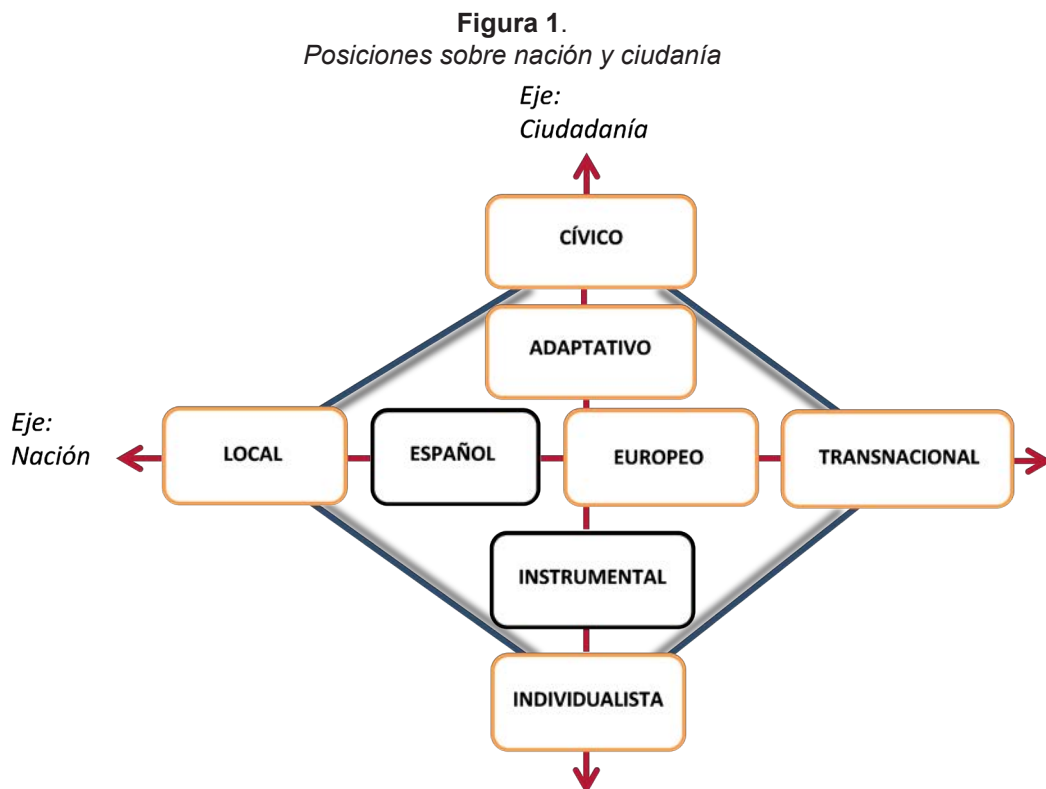 Figura 1.
Posiciones sobre nación y ciudanía
Eje:
Ciudadanía
CÍVICO
ADAPTATIVO
Eje:
Nación
LOCAL
ESPAÑOL
EUROPEO
TRANSNACIONAL
INSTRUMENTAL
INDIVIDUALISTA